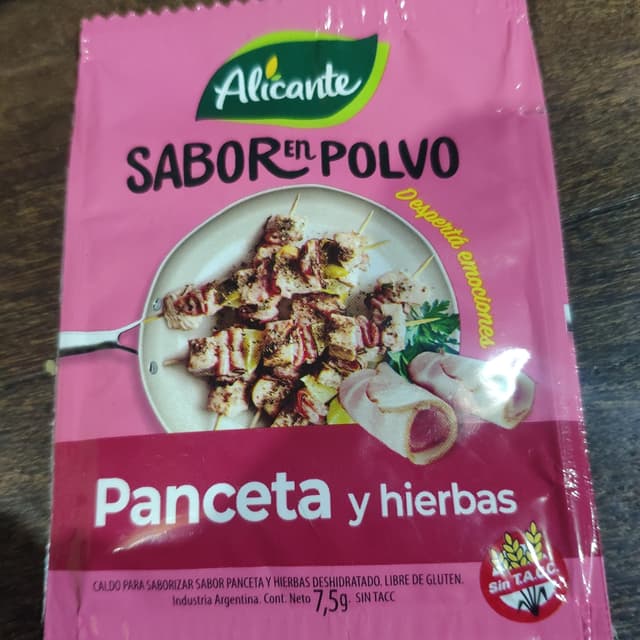 Alicante
SABOR EN POLVO
Despertá emociones
Panceta y hierbas
Sin T.A.C.C.
CALDO PARA SABORIZAR SABOR PANCETA Y HIERBAS DESHIDRATADO. LIBRE DE GLUTEN.
Industria Argentina. Cont. Neto 7,5g. SIN TACC